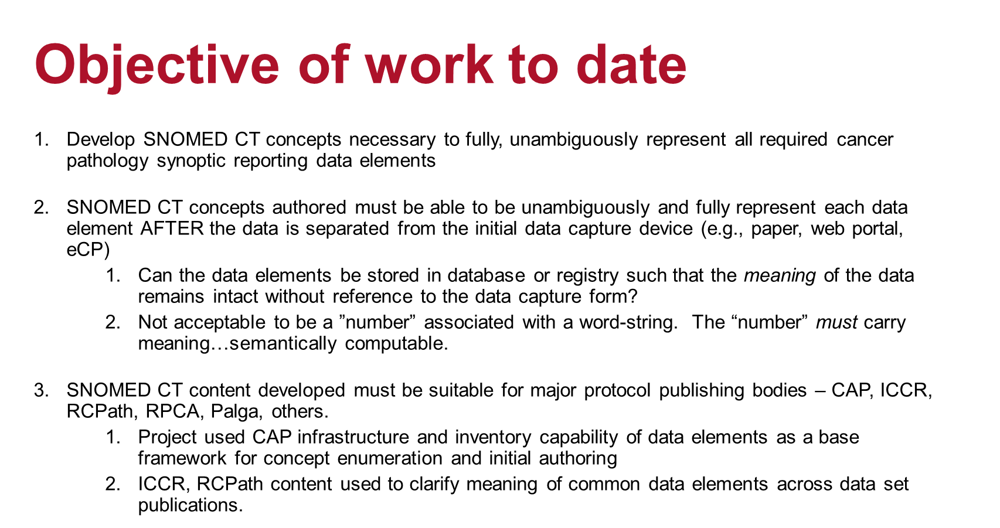 Objective of work to date
1. Develop SNOMED CT concepts necessary to fully, unambiguously represent all required cancer
pathology synoptic reporting data elements
2. SNOMED CT concepts authored must be able to be unambiguously and fully represent each data
element AFTER the data is separated from the initial data capture device (e.g., paper, web portal,
eCP)
1. Can the data elements be stored in database or registry such that the meaning of the data
remains intact without reference to the data capture form?
2. Not acceptable to be a ”number” associated with a word-string.  The “number” must carry
meaning…semantically computable.
3. SNOMED CT content developed must be suitable for major protocol publishing bodies – CAP, ICCR,
RCPath, RPCA, Palga, others.
1. Project used CAP infrastructure and inventory capability of data elements as a base
framework for concept enumeration and initial authoring
2. ICCR, RCPath content used to clarify meaning of common data elements across data set
publications.